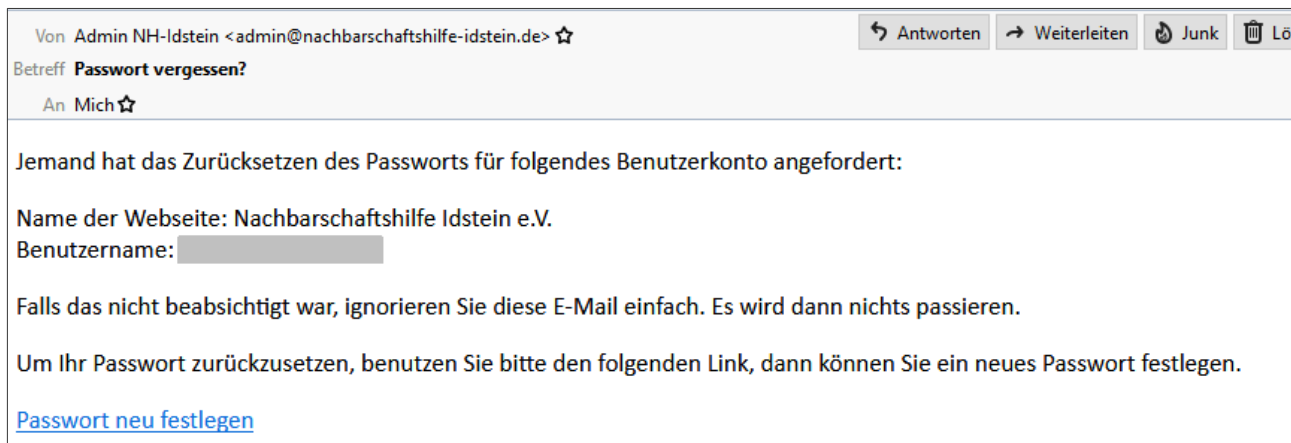 Von Admin NH-Idstein <admin@nachbarschaftshilfe-idstein.de> Antworten Weiterleiten Junk Lö
Betreff Passwort vergessen?
An Mich
Jemand hat das Zurücksetzen des Passworts für folgendes Benutzerkonto angefordert:
Name der Webseite: Nachbarschaftshilfe Idstein e.V.
Benutzername:
Falls das nicht beabsichtigt war, ignorieren Sie diese E-Mail einfach. Es wird dann nichts passieren.
Um Ihr Passwort zurückzusetzen, benutzen Sie bitte den folgenden Link, dann können Sie ein neues Passwort festlegen.
Passwort neu festlegen